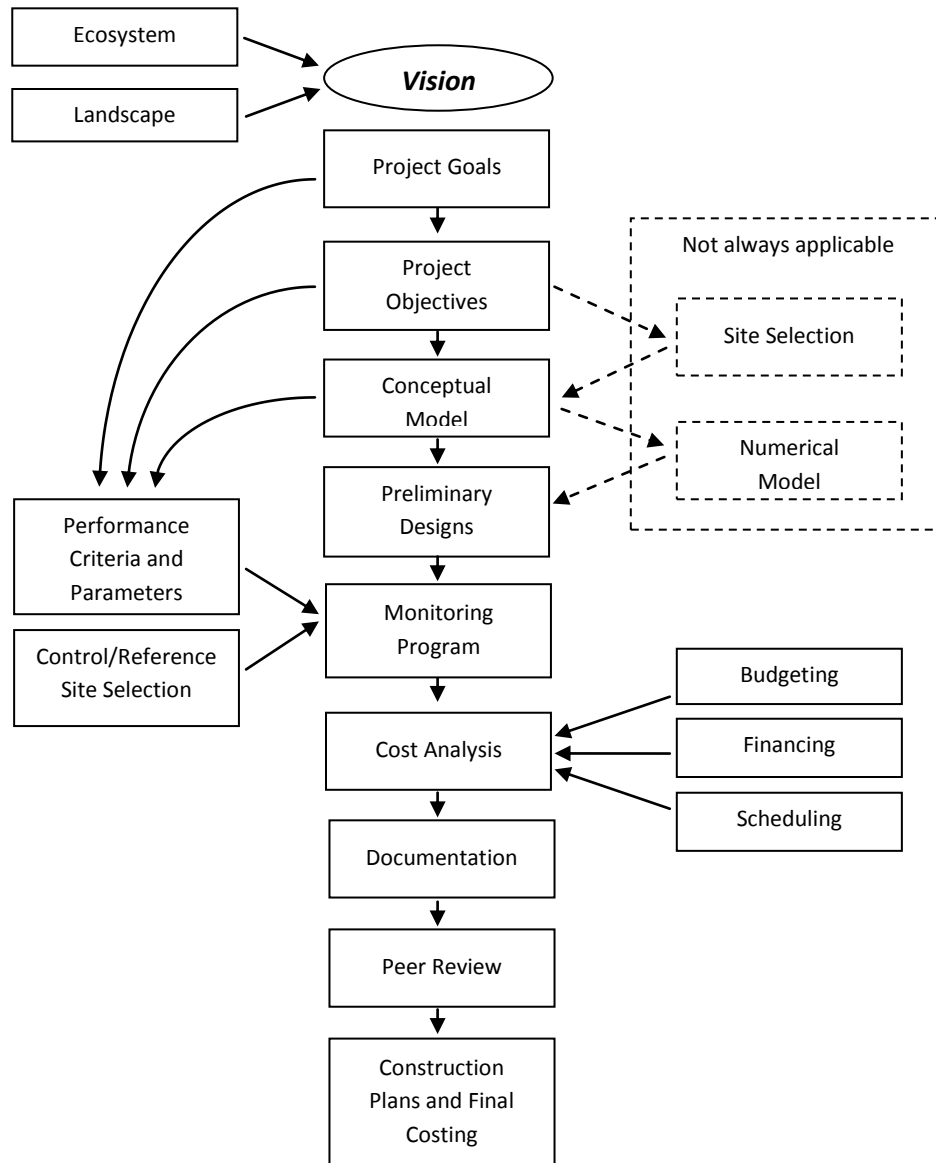 Ecosystem
Vision
Landscape
Project Goals
Not always applicable
Project
Objectives
Site Selection
Conceptual
Model
Numerical
Model
Preliminary
Designs
Performance
Criteria and
Parameters
Monitoring
Program
Control/Reference
Site Selection
Budgeting
Cost Analysis
Financing
Scheduling
Documentation
Peer Review
Construction
Plans and Final
Costing